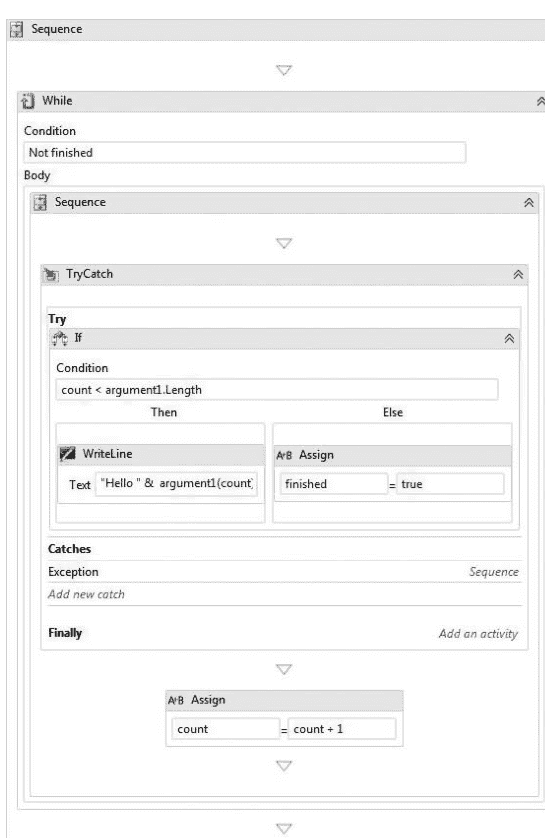 Sequence
While
Condition
Not finished
Body
Sequence
TryCatch
Try
If
Condition
count < argument1.Length
Then Else
WriteLine
Text "Hello " & argument1(count)
A+B Assign
finished = true
Catches
Exception Sequence
Add new catch
Finally Add an activity
A+B Assign
count = count + 1